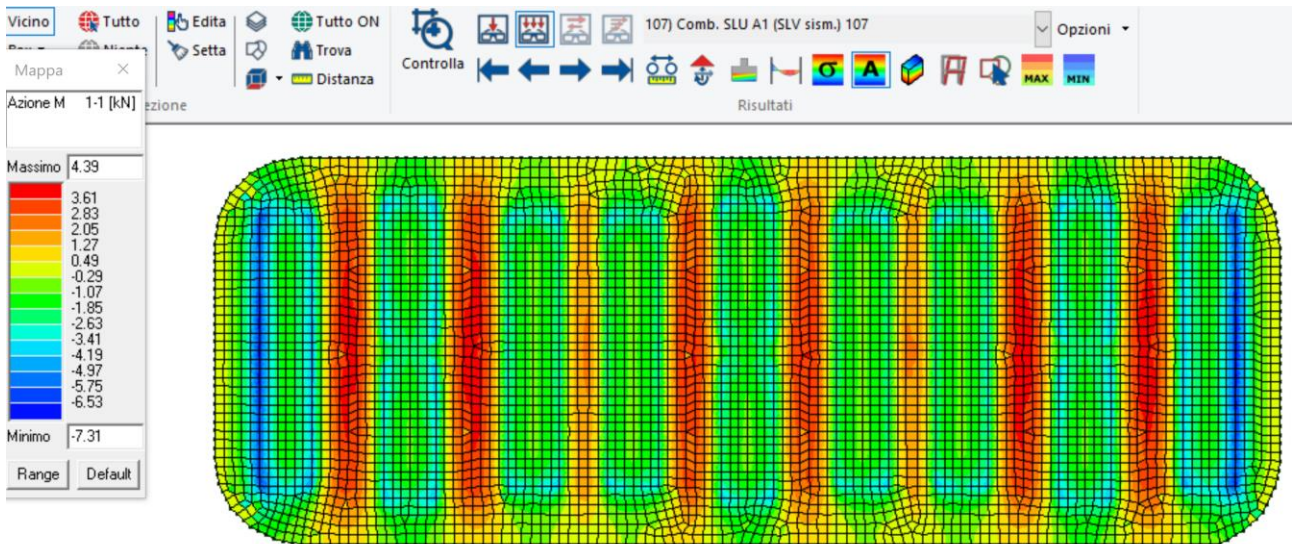 Vicino
Tutto
Edita
Tutto ON
Setta
Trova
Distanza
Controlla
107) Comb. SLU A1 (SLV sism.) 107
Opzioni
MAX
MIN
Risultati
Mappa
Azione M 1-1 [kN]
Massimo 4.39
3.61
2.83
2.05
1.27
0.49
-0.29
-1.07
-1.85
-2.63
-3.41
-4.19
-4.97
-5.75
-6.53
Minimo -7.31
Range Default